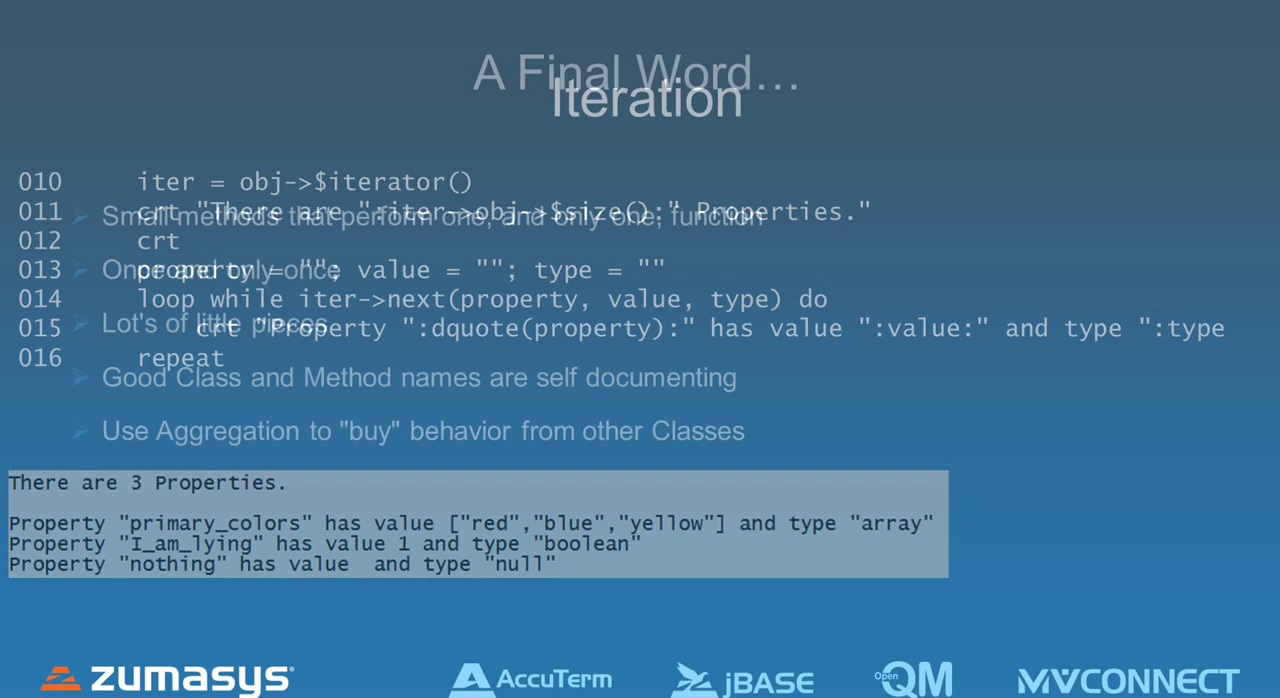 A Final Word…
Iteration
010 iter = obj->$iterator()
011 crt "There are ":iter->obj->$size():" Properties."
Small methods that perform one, and only one, function
012 crt
013 property = ""; value = ""; type = ""
Once and only once
014 loop while iter->next(property, value, type) do
Lot's of little pieces
015 crt "Property ":dquote(property):" has value ":value:" and type ":type
016 repeat
Good Class and Method names are self documenting
Use Aggregation to "buy" behavior from other Classes
There are 3 Properties.
Property "primary_colors" has value ["red","blue","yellow"] and type "array"
Property "I_am_lying" has value 1 and type "boolean"
Property "nothing" has value  and type "null"
zumasys AccuTerm jBASE Open QM MVCONNECT